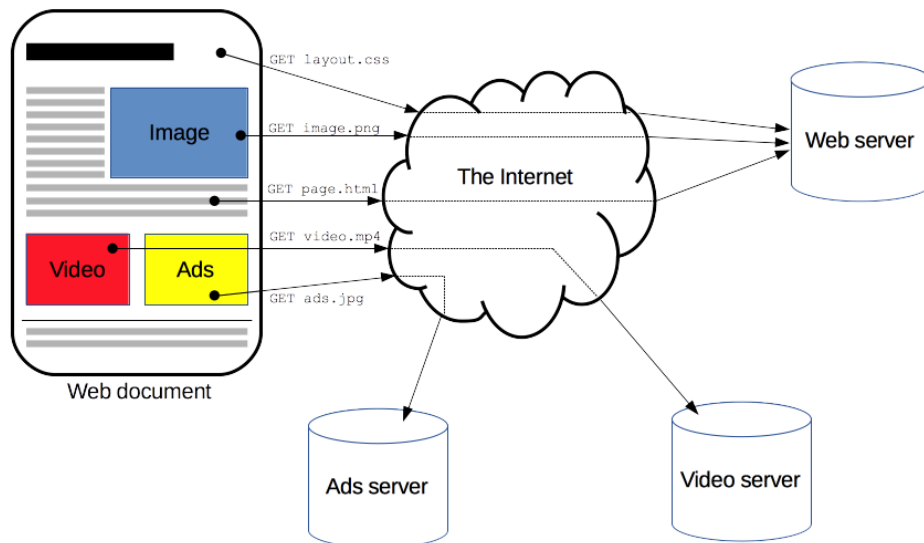 GET layout.css
Image
GET image.png
Web server
The Internet
GET page.html
GET video.mp4
Video
Ads
GET ads.jpg
Web document
Ads server
Video server